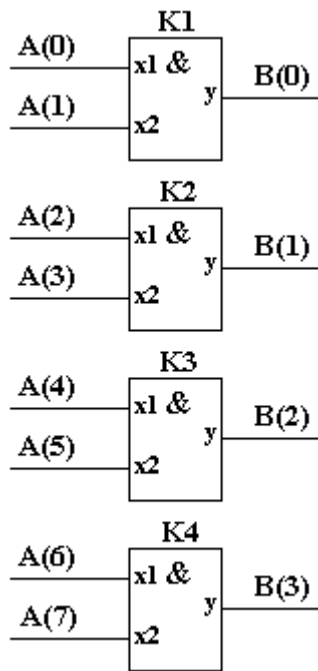 K1
A(0) x1 & y B(0)
A(1) x2
K2
A(2) x1 & y B(1)
A(3) x2
K3
A(4) x1 & y B(2)
A(5) x2
K4
A(6) x1 & y B(3)
A(7) x2